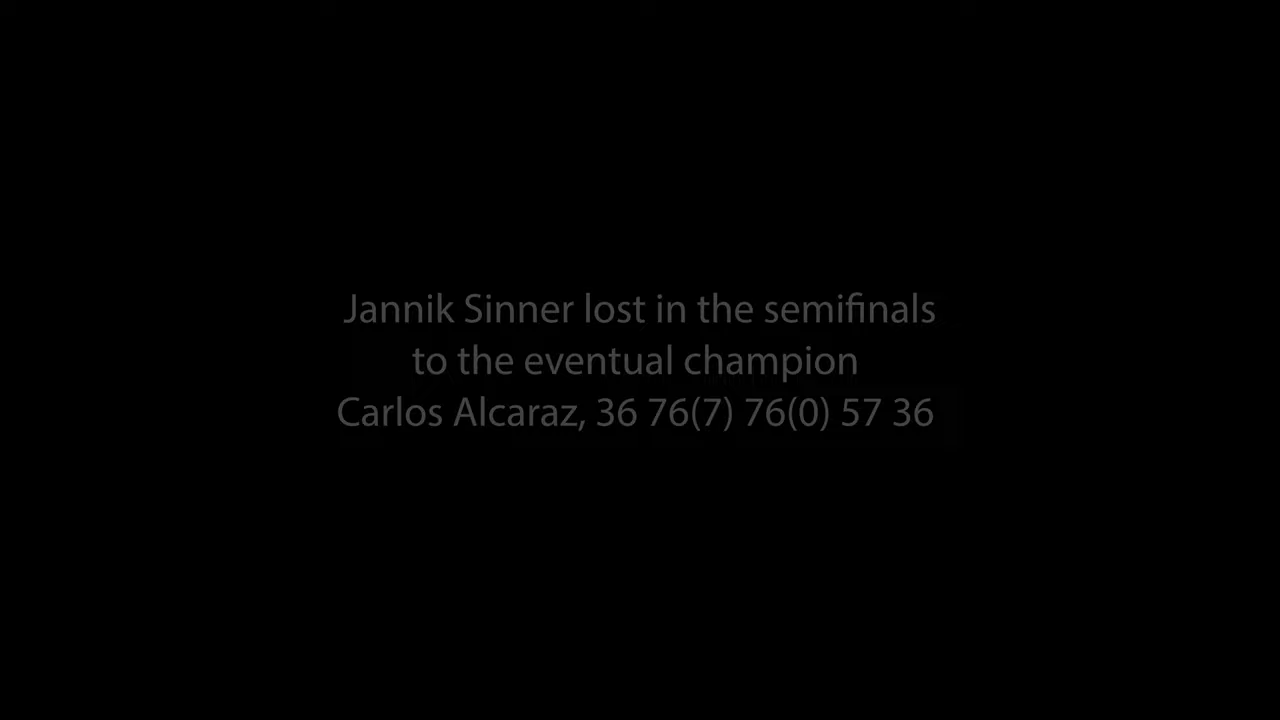 Jannik Sinner lost in the semifinals
to the eventual champion
Carlos Alcaraz, 36 76(7) 76(0) 57 36